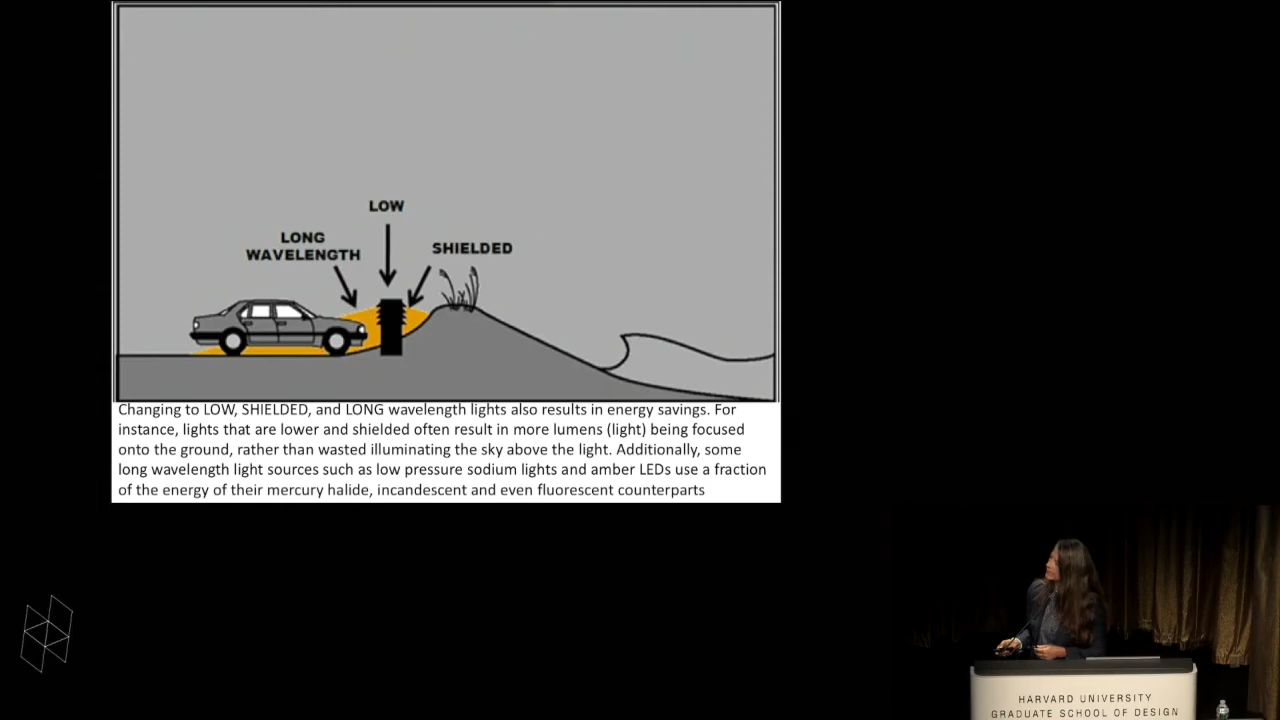 LOW
LONG
WAVELENGTH
SHIELDED
Changing to LOW, SHIELDED, and LONG wavelength lights also results in energy savings. For
instance, lights that are lower and shielded often result in more lumens (light) being focused
onto the ground, rather than wasted illuminating the sky above the light. Additionally, some
long wavelength light sources such as low pressure sodium lights and amber LEDs use a fraction
of the energy of their mercury halide, incandescent and even fluorescent counterparts
HARVARD UNIVERSITY
GRADUATE SCHOOL OF DESIGN